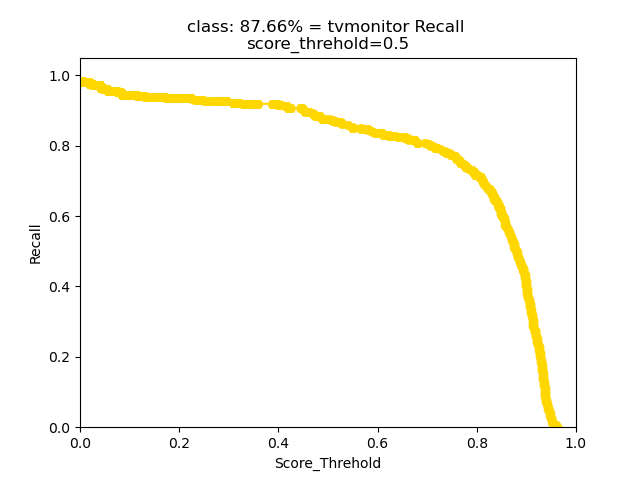 class: 87.66% = tvmonitor Recall
score_threhold=0.5
Recall
1.0
0.8
0.6
0.4
0.2
0.0
0.0 0.2 0.4 0.6 0.8 1.0
Score_Threhold